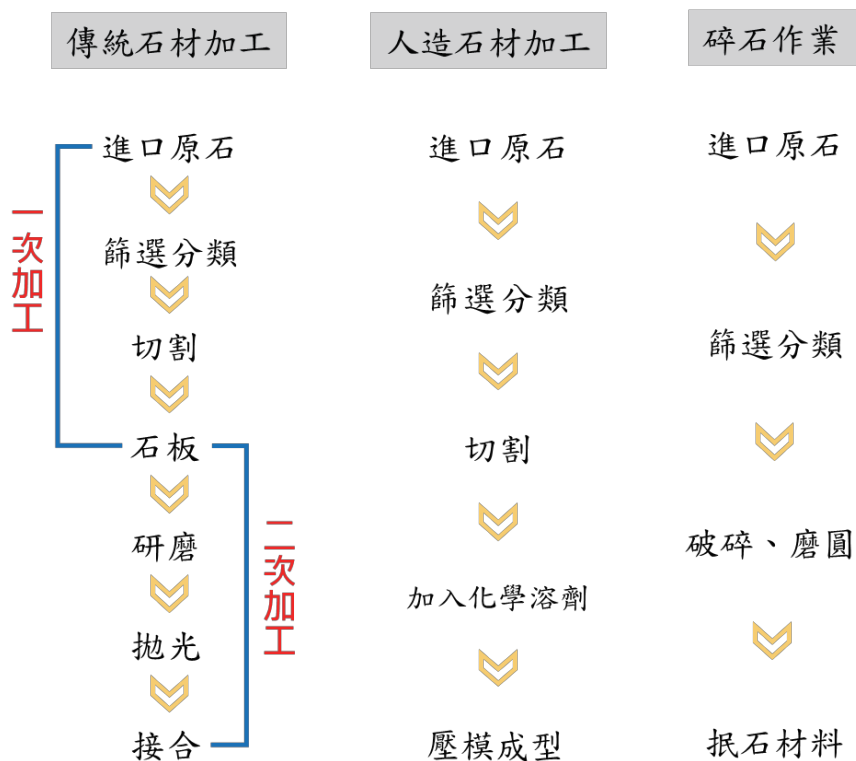 傳統石材加工
進口原石
篩選分類
切割
石板
研磨
拋光
接合
一次加工
二次加工
人造石材加工
進口原石
篩選分類
切割
加入化學溶劑
壓模成型
碎石作業
進口原石
篩選分類
破碎、磨圓
抿石材料